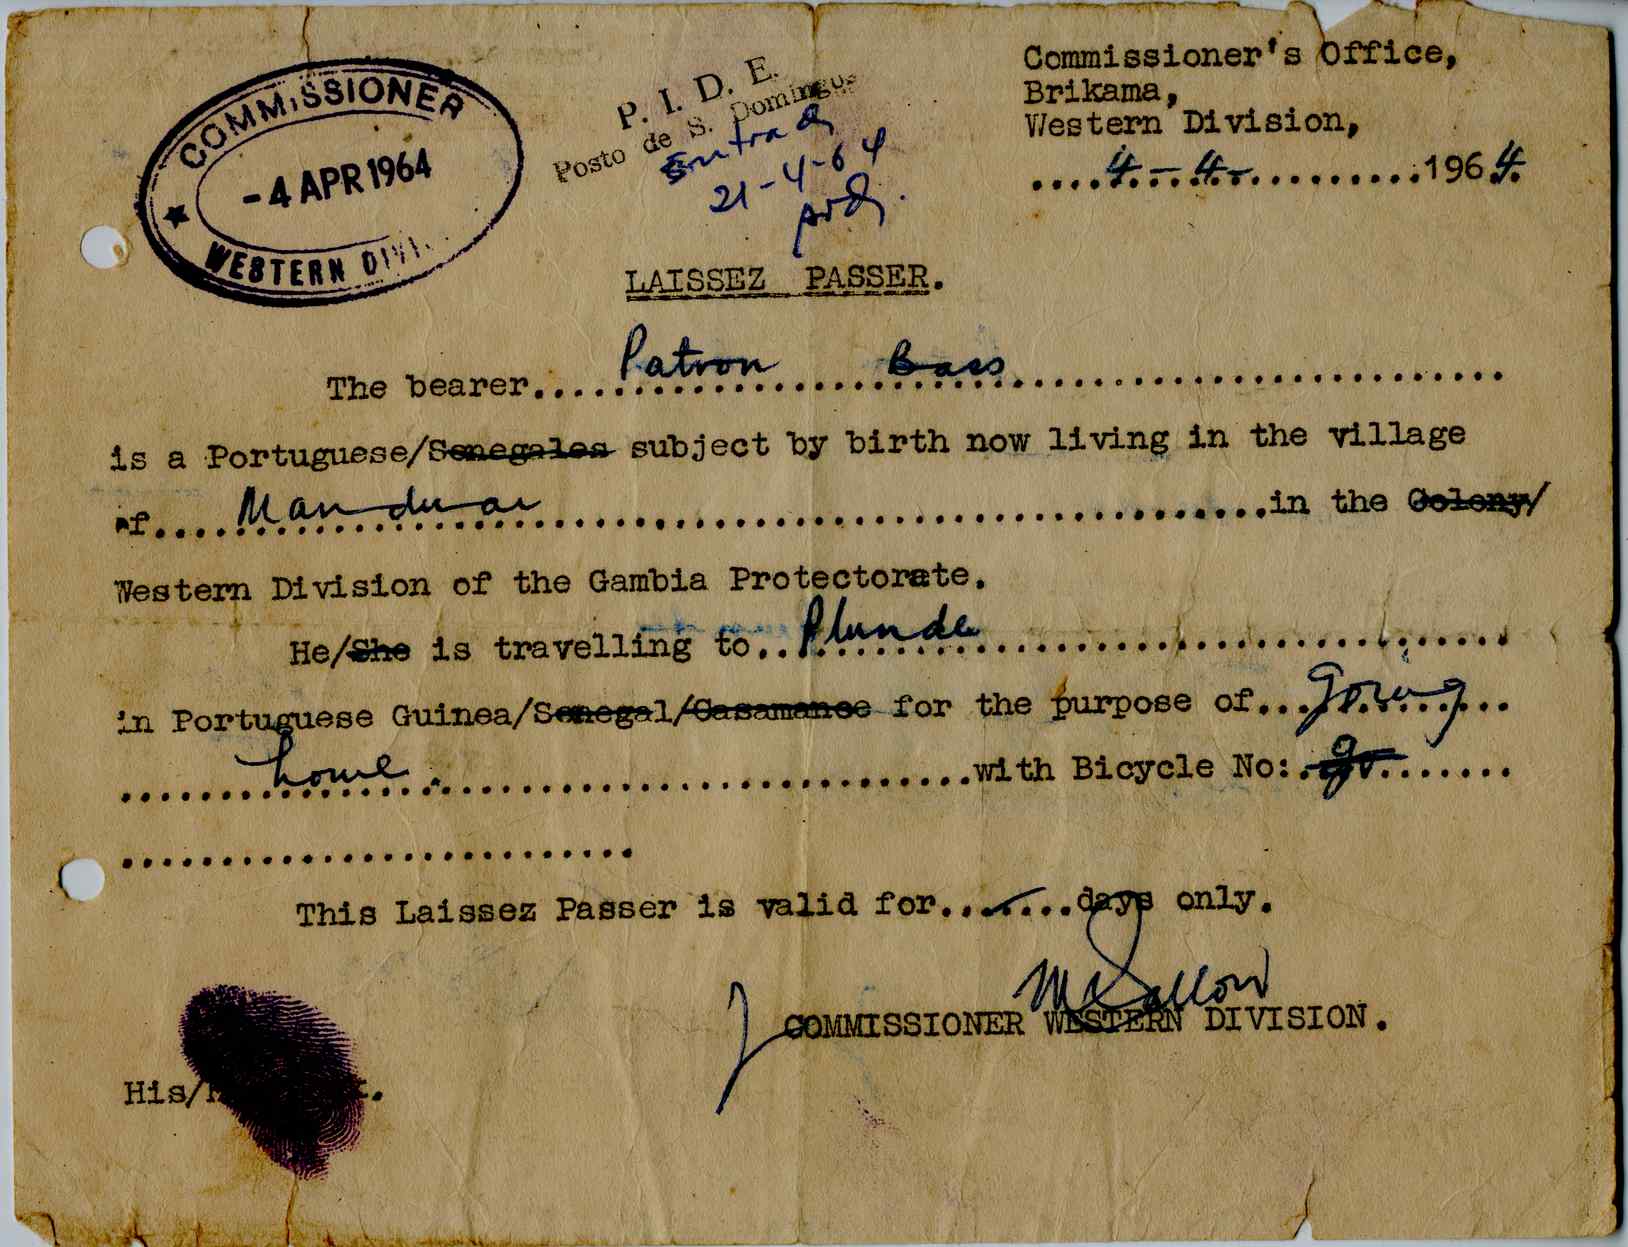 COMMISSIONER
- 4 APR 1964
WESTERN DIVI
P. I. D. E.
Posto de S. Domingos
Entrada
21-4-64
Commissioner's Office,
Brikama,
Western Division,
....4.-.4.-..........1964.
LAISSEZ PASSER.
The bearer....Patron Bass....
is a Portuguese/Senegales subject by birth now living in the village
of....Manduar....in the Colony/
Western Division of the Gambia Protectorate.
He/She is travelling to...Plunde....
in Portuguese Guinea/Senegal/Casamance for the purpose of...going...
....home....with Bicycle No:.go.......
..........................
This Laissez Passer is valid for.......days only.
COMMISSIONER WESTERN DIVISION.
His/